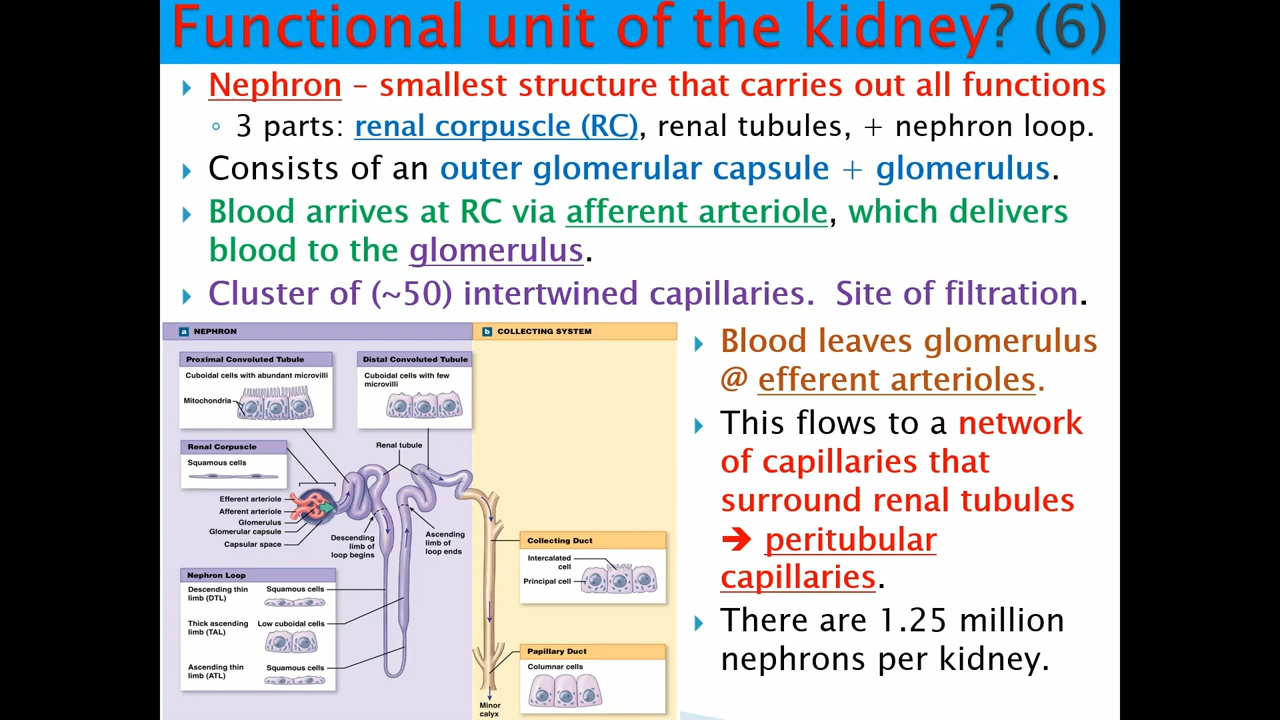 Functional unit of the kidney? (6)
Nephron – smallest structure that carries out all functions
3 parts: renal corpuscle (RC), renal tubules, + nephron loop.
Consists of an outer glomerular capsule + glomerulus.
Blood arrives at RC via afferent arteriole, which delivers
blood to the glomerulus.
Cluster of (~50) intertwined capillaries.  Site of filtration.
a NEPHRON
b COLLECTING SYSTEM
Proximal Convoluted Tubule
Cuboidal cells with abundant microvilli
Mitochondria
Distal Convoluted Tubule
Cuboidal cells with few
microvilli
Renal Corpuscle
Squamous cells
Renal tubule
Efferent arteriole
Afferent arteriole
Glomerulus
Glomerular capsule
Capsular space
Descending
limb of
loop begins
Ascending
limb of
loop ends
Nephron Loop
Descending thin
limb (DTL)
Squamous cells
Thick ascending
limb (TAL)
Low cuboidal cells
Ascending thin
limb (ATL)
Squamous cells
Collecting Duct
Intercalated
cell
Principal cell
Papillary Duct
Columnar cells
Minor
calyx
Blood leaves glomerulus
@ efferent arterioles.
This flows to a network
of capillaries that
surround renal tubules
➔ peritubular
capillaries.
There are 1.25 million
nephrons per kidney.